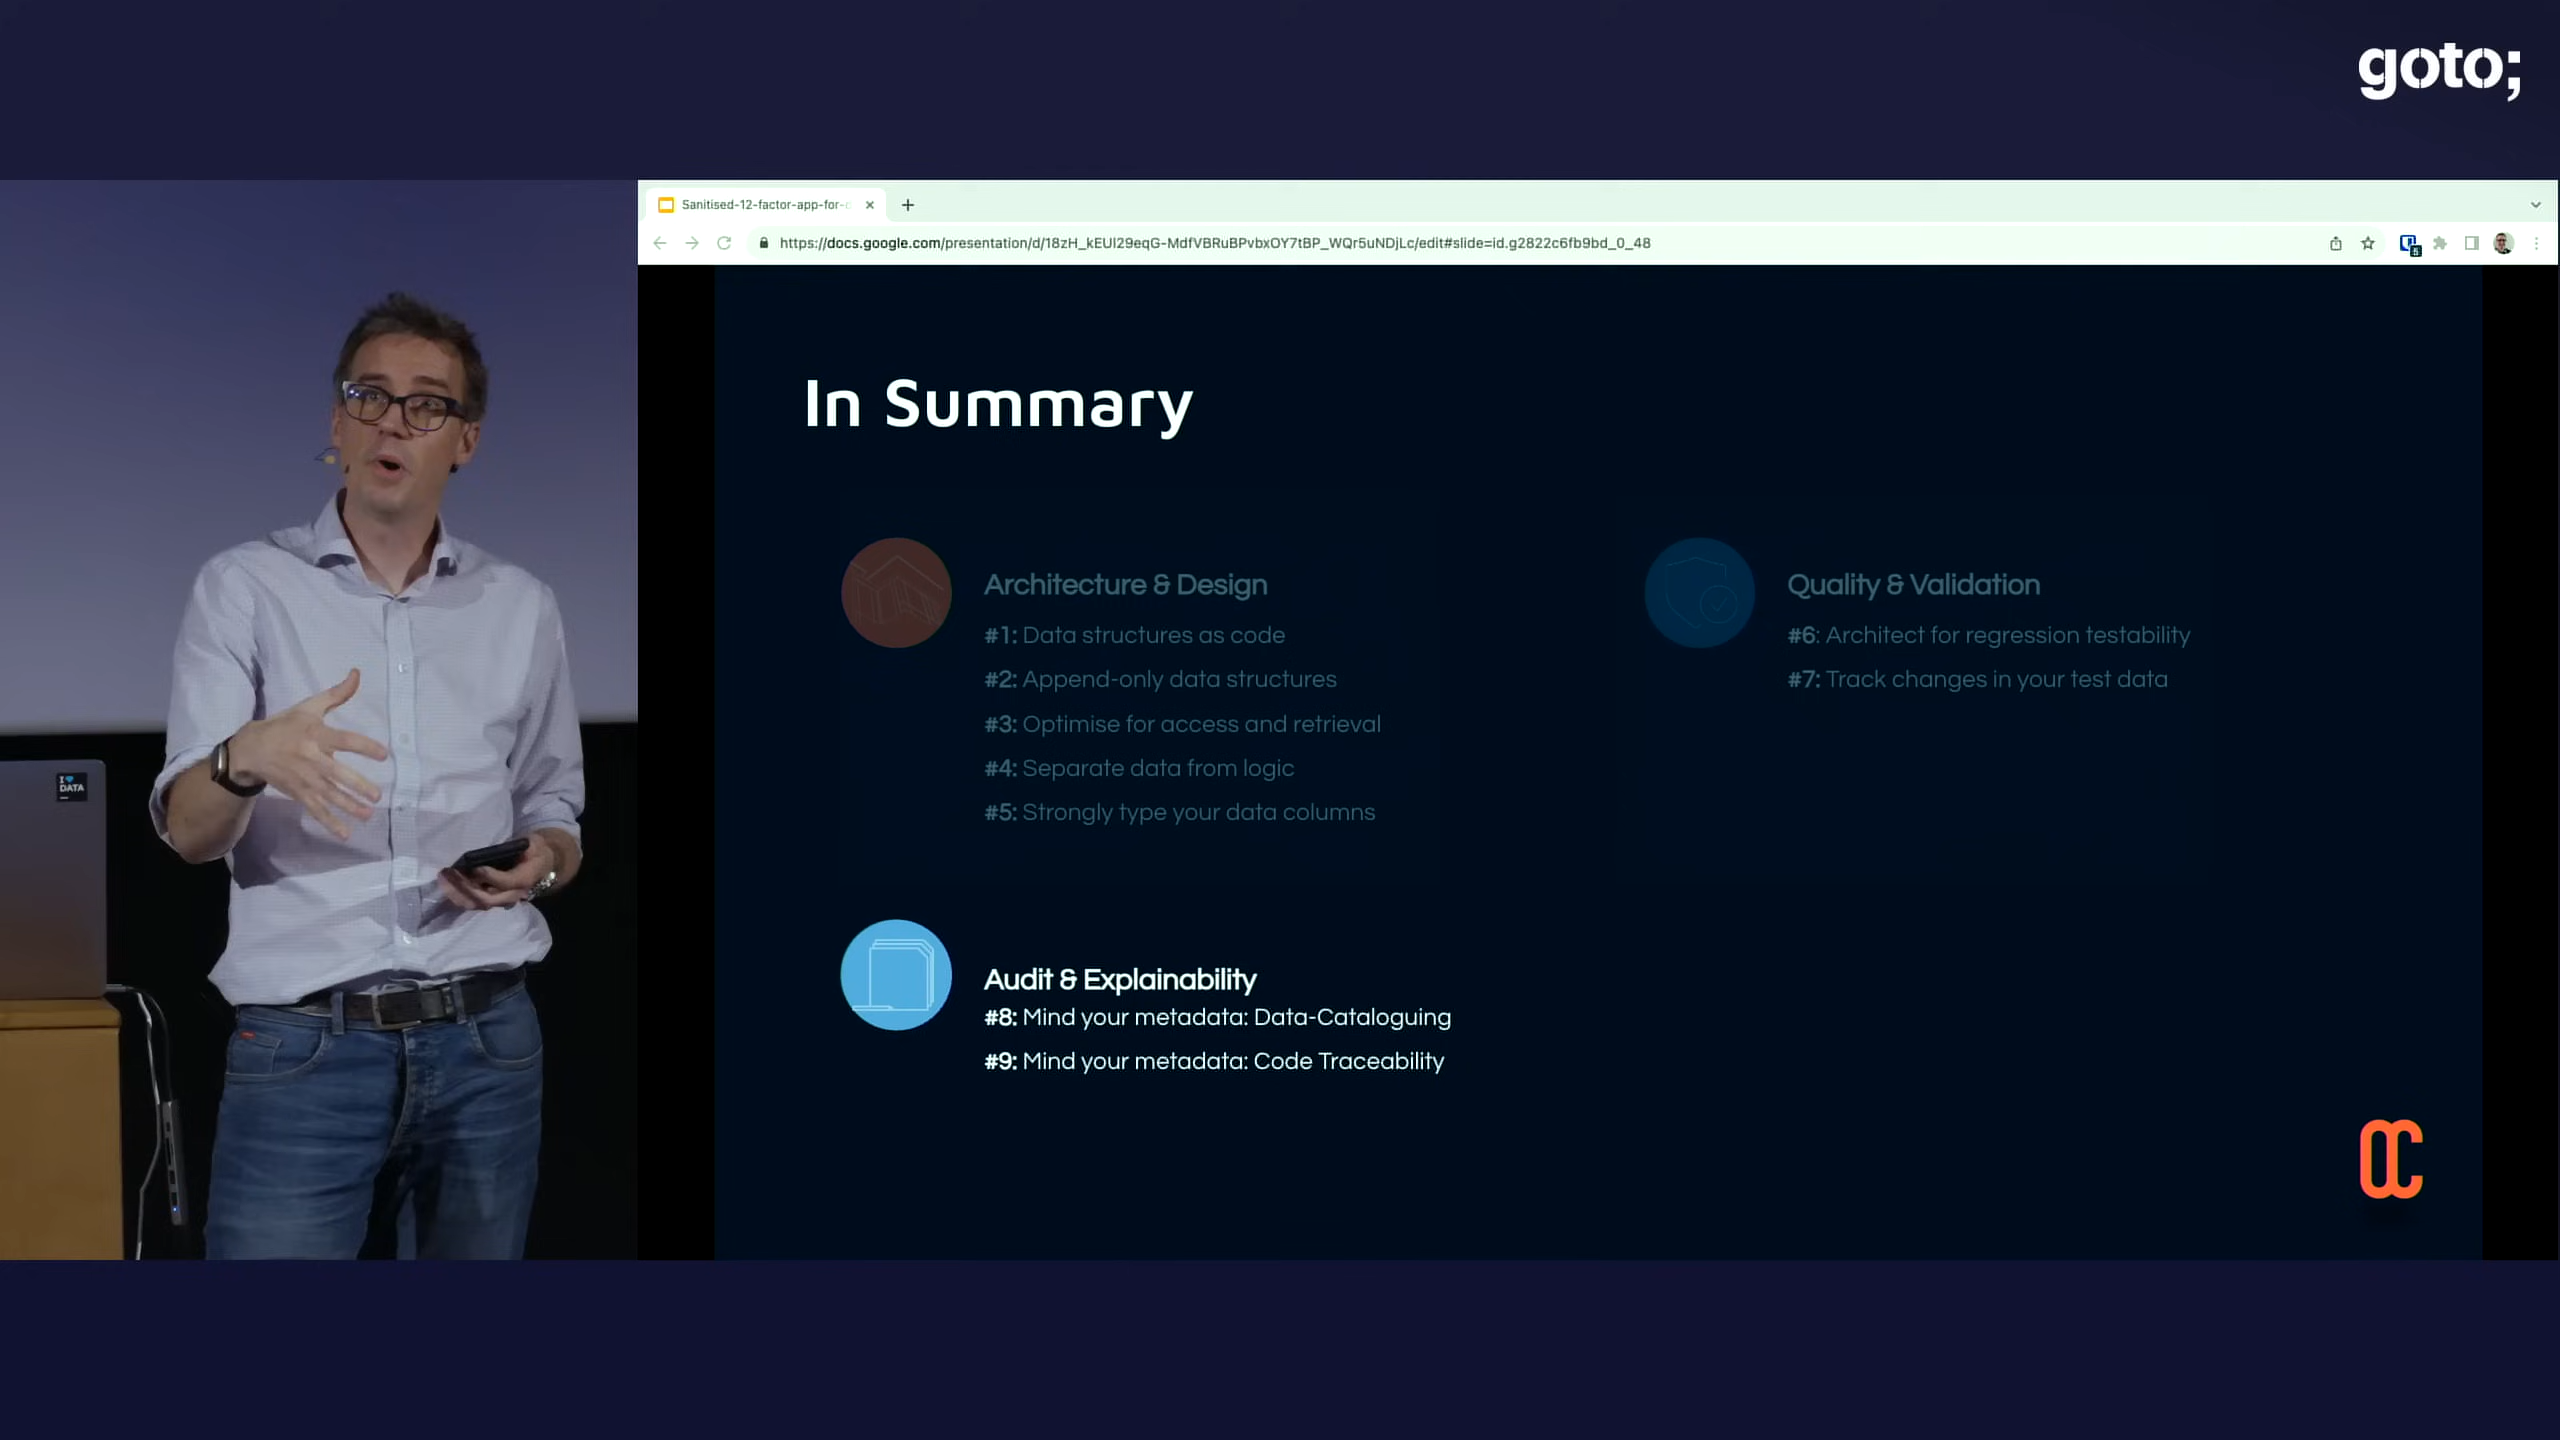 goto;
Sanitised-12-factor-app-for-
https://docs.google.com/presentation/d/18zH_kEUI29eqG-MdfVBRuBPvbxOY7tBP_WQr5uNDjLc/edit#slide=id.g2822c6fb9bd_0_48
In Summary
Architecture & Design
#1: Data structures as code
#2: Append-only data structures
#3: Optimise for access and retrieval
#4: Separate data from logic
#5: Strongly type your data columns
Quality & Validation
#6: Architect for regression testability
#7: Track changes in your test data
Audit & Explainability
#8: Mind your metadata: Data-Cataloguing
#9: Mind your metadata: Code Traceability
I
DATA